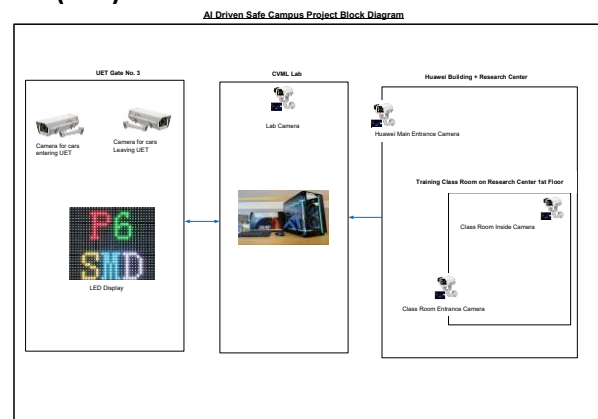 AI Driven Safe Campus Project Block Diagram
UET Gate No. 3
Camera for cars
entering UET
Camera for cars
Leaving UET
P6
SMD
LED Display
CVML Lab
Lab Camera
Huawei Building + Research Center
Huawei Main Entrance Camera
Training Class Room on Research Center 1st Floor
Class Room Inside Camera
Class Room Entrance Camera